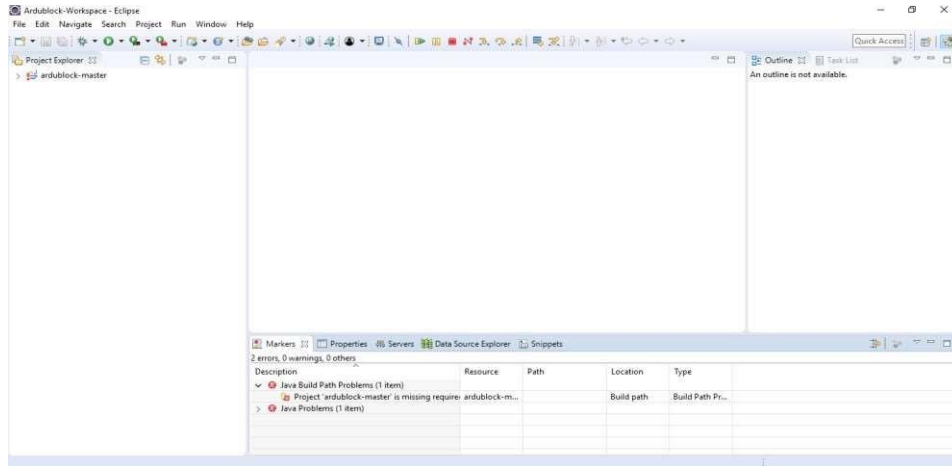 Ardublock-Workspace - Eclipse
File Edit Navigate Search Project Run Window Help
Quick Access
Project Explorer
ardublock-master
Outline Task List
An outline is not available.
Markers Properties Servers Data Source Explorer Snippets
2 errors, 0 warnings, 0 others
Description Resource Path Location Type
Java Build Path Problems (1 item)
Project 'ardublock-master' is missing require ardublock-m... Build path Build Path Pr...
Java Problems (1 item)